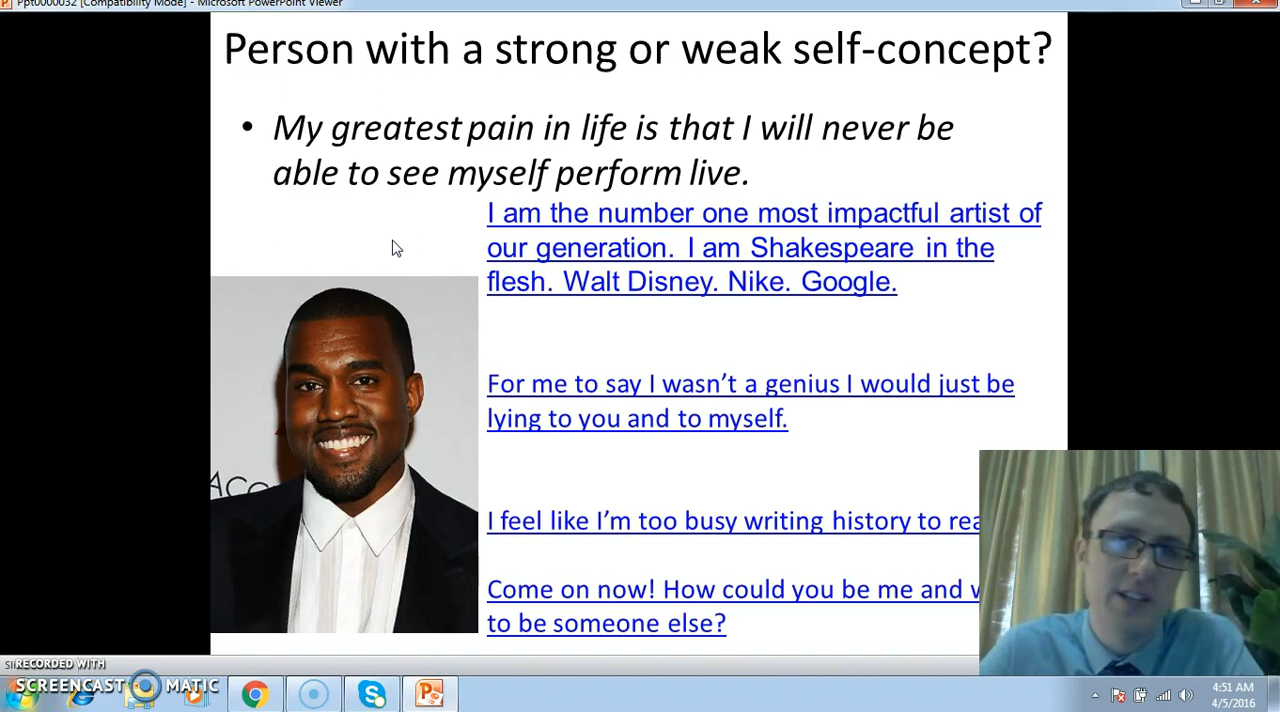 Ppt0000032 [Compatibility Mode] - Microsoft PowerPoint Viewer
Person with a strong or weak self-concept?
• My greatest pain in life is that I will never be
able to see myself perform live.
I am the number one most impactful artist of
our generation. I am Shakespeare in the
flesh. Walt Disney. Nike. Google.
For me to say I wasn't a genius I would just be
lying to you and to myself.
I feel like I'm too busy writing history to
Come on now! How could you be me and
to be someone else?
RECORDED WITH
SCREENCAST MATIC
4:51 AM
4/5/2016